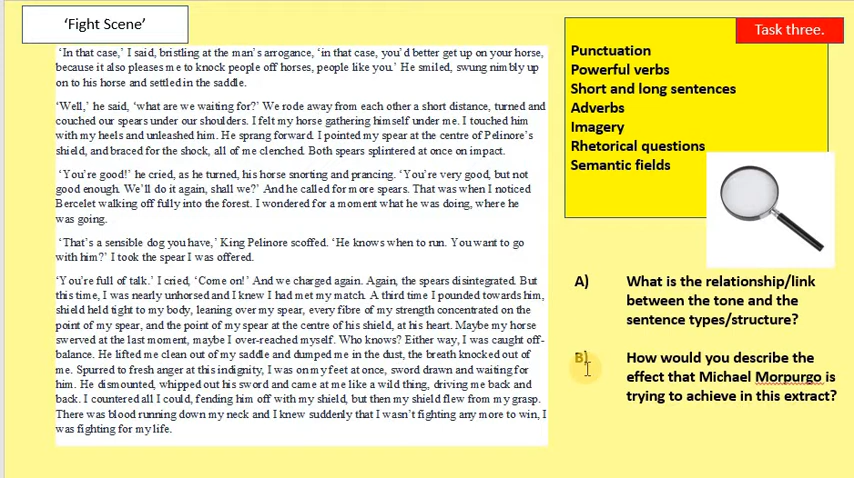 'Fight Scene'
'In that case,' I said, bristling at the man's arrogance, 'in that case, you'd better get up on your horse,
because it also pleases me to knock people off horses, people like you.' He smiled, swung nimbly up
on to his horse and settled in the saddle.
'Well,' he said, 'what are we waiting for?' We rode away from each other a short distance, turned and
couched our spears under our shoulders. I felt my horse gathering himself under me. I touched him
with my heels and unleashed him. He sprang forward. I pointed my spear at the centre of Pelinore's
shield, and braced for the shock, all of me clenched. Both spears splintered at once on impact.
'You're good!' he cried, as he turned, his horse snorting and prancing. 'You're very good, but not
good enough. We'll do it again, shall we?' And he called for more spears. That was when I noticed
Bercelet walking off fully into the forest. I wondered for a moment what he was doing, where he
was going.
'That's a sensible dog you have,' King Pelinore scoffed. 'He knows when to run. You want to go
with him?' I took the spear I was offered.
'You're full of talk.' I cried, 'Come on!' And we charged again. Again, the spears disintegrated. But
this time, I was nearly unhorsed and I knew I had met my match. A third time I pounded towards him,
shield held tight to my body, leaning over my spear, every fibre of my strength concentrated on the
point of my spear, and the point of my spear at the centre of his shield, at his heart. Maybe my horse
swerved at the last moment, maybe I over-reached myself. Who knows? Either way, I was caught off-
balance. He lifted me clean out of my saddle and dumped me in the dust, the breath knocked out of
me. Spurred to fresh anger at this indignity, I was on my feet at once, sword drawn and waiting for
him. He dismounted, whipped out his sword and came at me like a wild thing, driving me back and
back. I countered all I could, fending him off with my shield, but then my shield flew from my grasp.
There was blood running down my neck and I knew suddenly that I wasn't fighting any more to win, I
was fighting for my life.
Task three.
Punctuation
Powerful verbs
Short and long sentences
Adverbs
Imagery
Rhetorical questions
Semantic fields
A) What is the relationship/link
between the tone and the
sentence types/structure?
B) How would you describe the
effect that Michael Morpurgo is
trying to achieve in this extract?